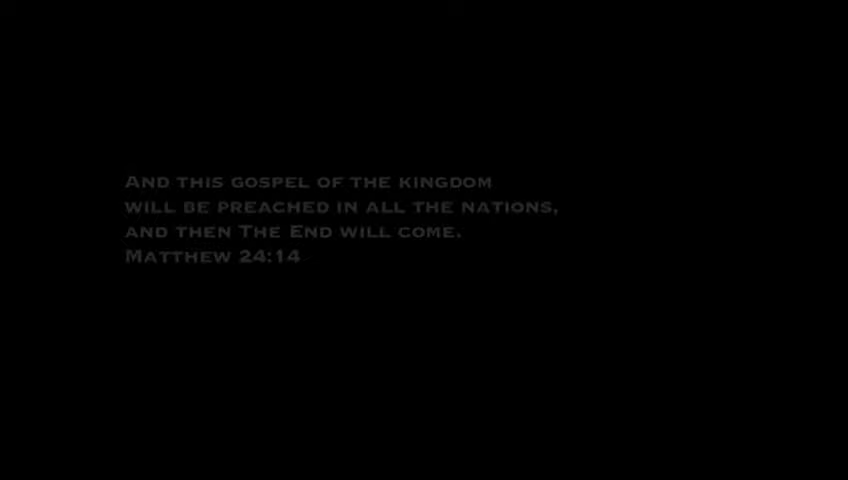 And this gospel of the kingdom
will be preached in all the nations,
and then The End will come.
Matthew 24:14